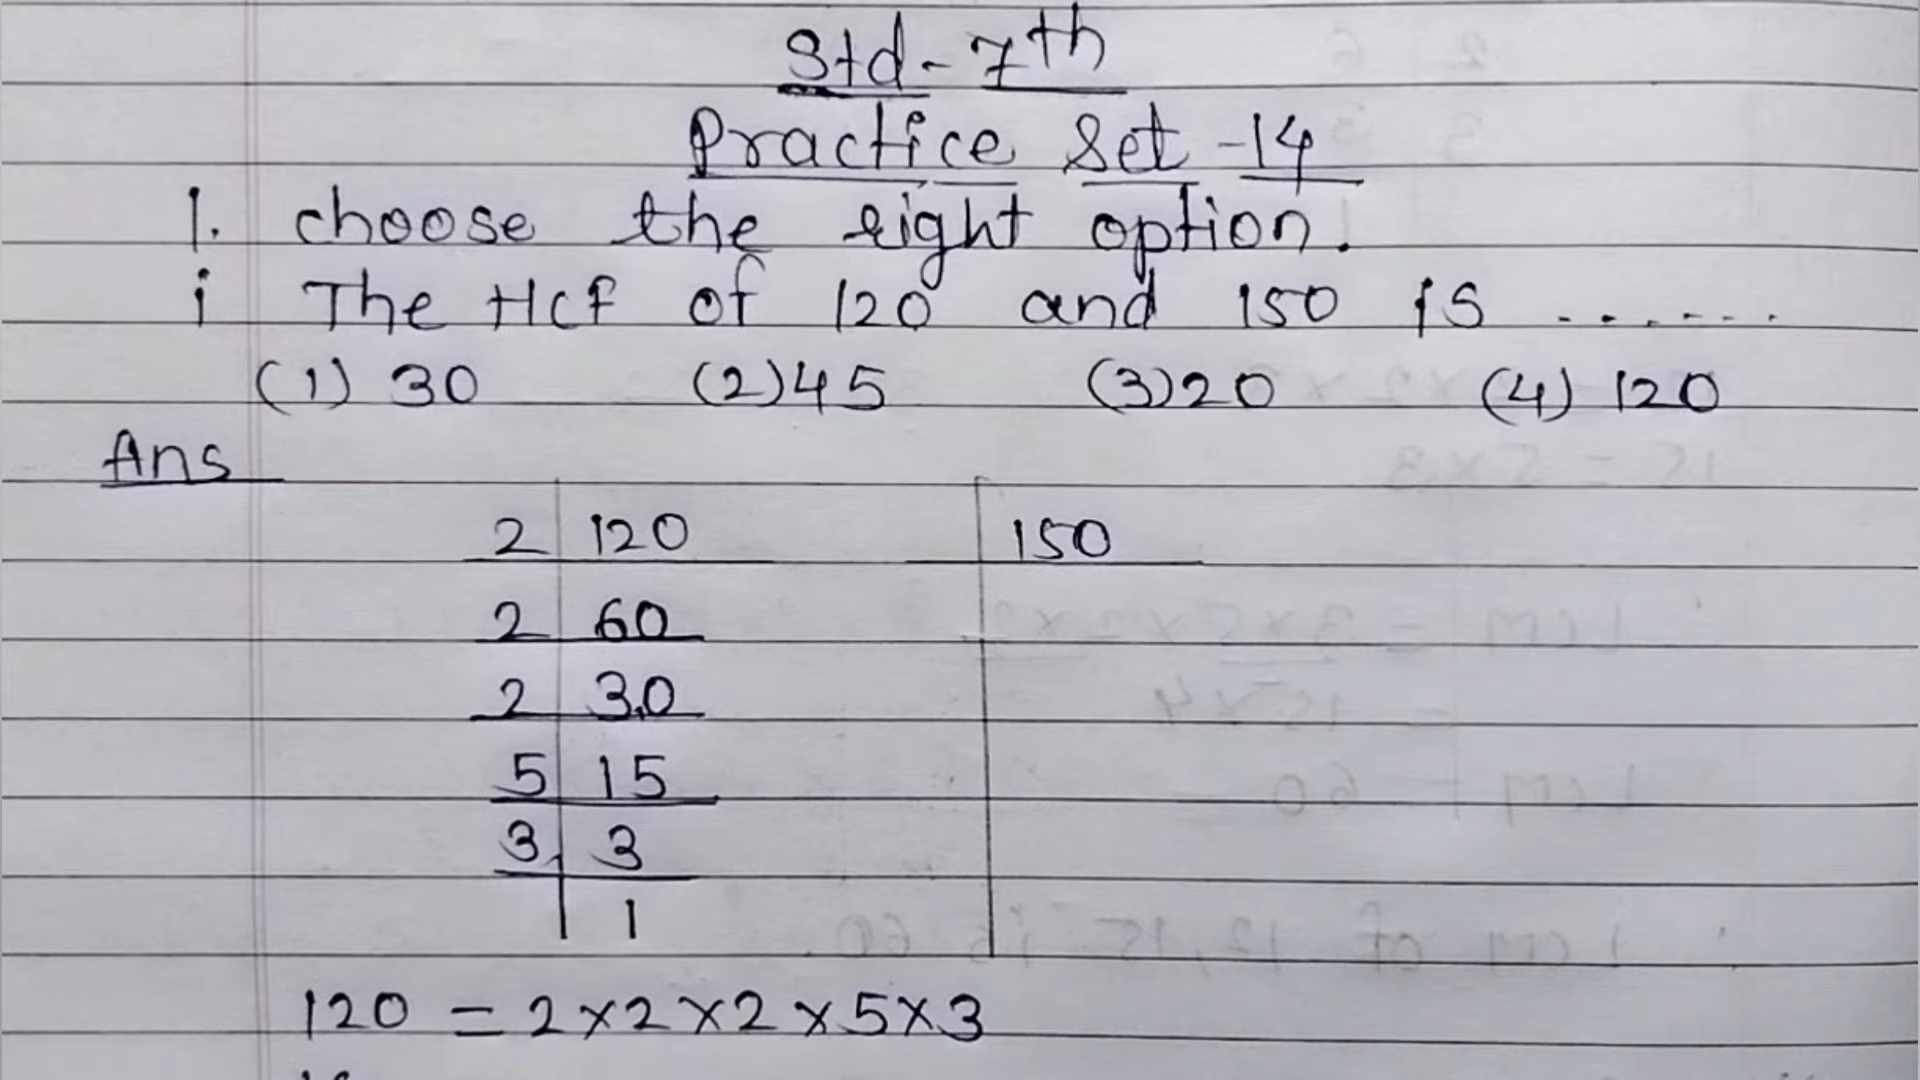 Std-7th
Practice Set-14
1. choose the right option.
i The HCF of 120 and 150 is ......
(1) 30 (2) 45 (3) 20 (4) 120
Ans
2 120 150
2 60
2 30
5 15
3 3
1
120 = 2×2×2×5×3